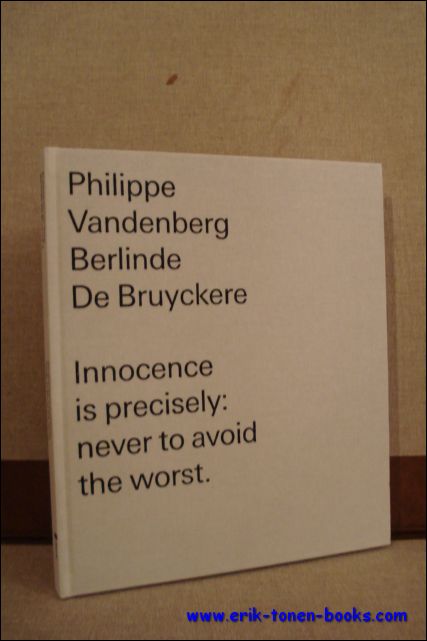 Philippe
Vandenberg
Berlinde
De Bruyckere
Innocence
is precisely:
never to avoid
the worst.
www.erik-tonen-books.com